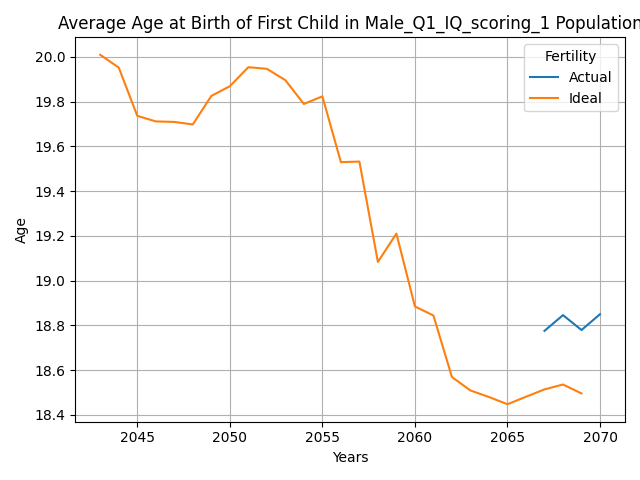 Average Age at Birth of First Child in Male_Q1_IQ_scoring_1 Population
Age
20.0
19.8
19.6
19.4
19.2
19.0
18.8
18.6
18.4
Fertility
Actual
Ideal
2045 2050 2055 2060 2065 2070
Years